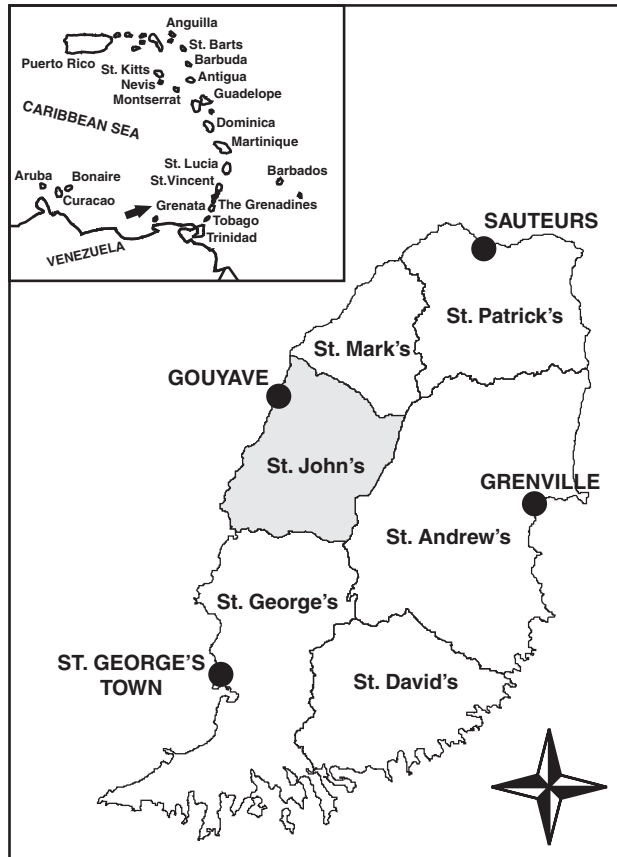 Anguilla
St. Barts
Puerto Rico
Barbuda
St. Kitts
Antigua
Nevis
Guadelope
Montserrat
CARIBBEAN SEA
Dominica
Martinique
St. Lucia
Barbados
Aruba
Bonaire
St.Vincent
Curacao
Grenata
The Grenadines
Tobago
VENEZUELA
Trinidad
SAUTEURS
St. Patrick's
St. Mark's
GOUYAVE
St. John's
GRENVILLE
St. Andrew's
St. George's
ST. GEORGE'S
TOWN
St. David's